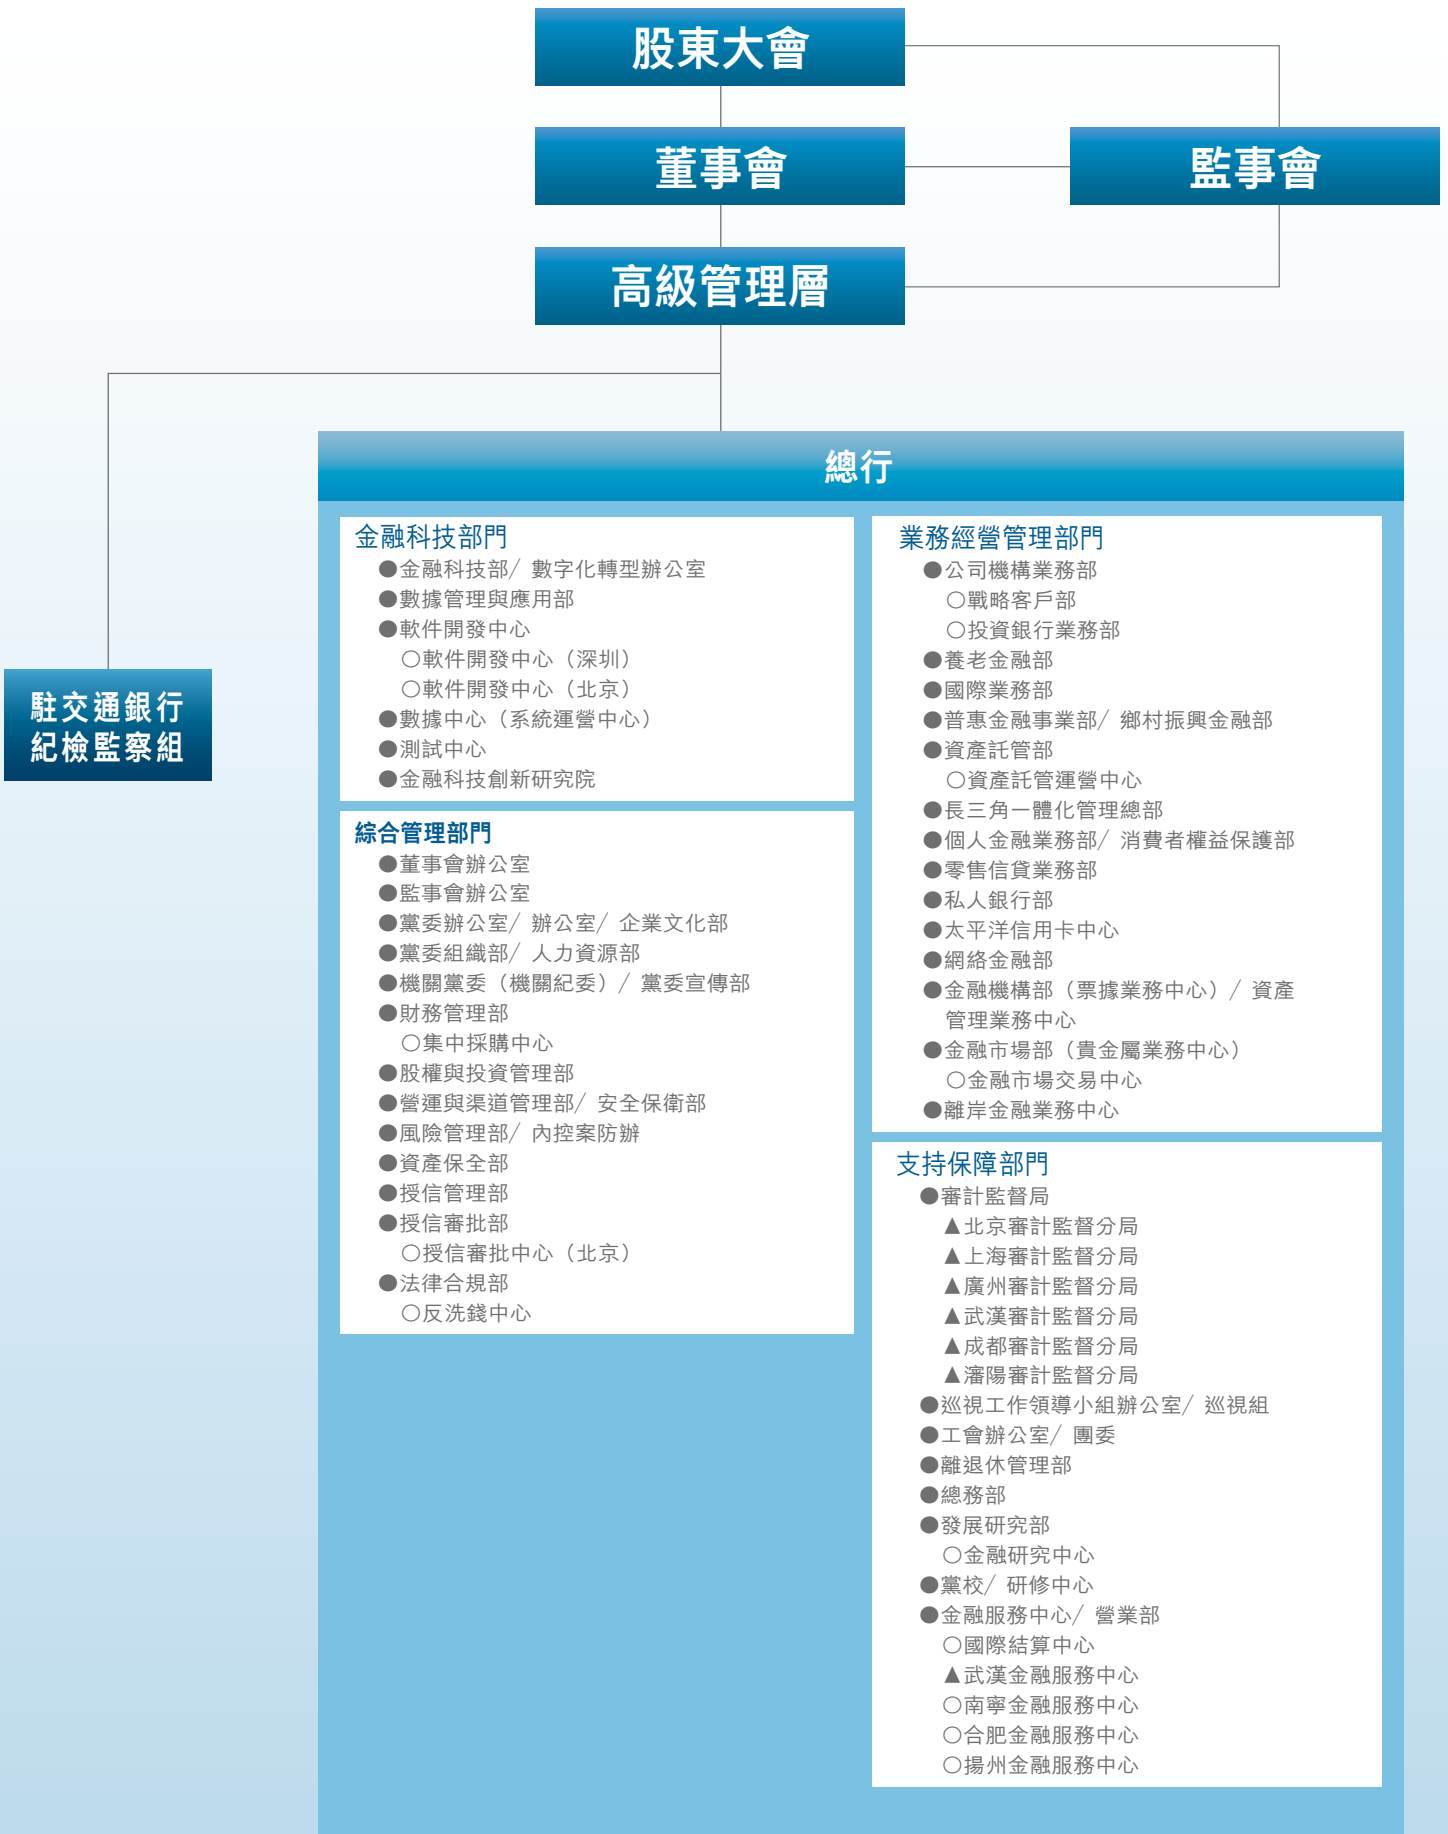 股東大會
董事會
監事會
高級管理層
駐交通銀行
紀檢監察組
總行
金融科技部門
●金融科技部/ 數字化轉型辦公室
●數據管理與應用部
●軟件開發中心
○軟件開發中心（深圳）
○軟件開發中心（北京）
●數據中心（系統運營中心）
●測試中心
●金融科技創新研究院
綜合管理部門
●董事會辦公室
●監事會辦公室
●黨委辦公室/ 辦公室/ 企業文化部
●黨委組織部/ 人力資源部
●機關黨委（機關紀委）/ 黨委宣傳部
●財務管理部
○集中採購中心
●股權與投資管理部
●營運與渠道管理部/ 安全保衛部
●風險管理部/ 內控案防辦
●資產保全部
●授信管理部
●授信審批部
○授信審批中心（北京）
●法律合規部
○反洗錢中心
業務經營管理部門
●公司機構業務部
○戰略客戶部
○投資銀行業務部
●養老金融部
●國際業務部
●普惠金融事業部/ 鄉村振興金融部
●資產託管部
○資產託管運營中心
●長三角一體化管理總部
●個人金融業務部/ 消費者權益保護部
●零售信貸業務部
●私人銀行部
●太平洋信用卡中心
●網絡金融部
●金融機構部（票據業務中心）/ 資產
管理業務中心
●金融市場部（貴金屬業務中心）
○金融市場交易中心
●離岸金融業務中心
支持保障部門
●審計監督局
▲北京審計監督分局
▲上海審計監督分局
▲廣州審計監督分局
▲武漢審計監督分局
▲成都審計監督分局
▲瀋陽審計監督分局
●巡視工作領導小組辦公室/ 巡視組
●工會辦公室/ 團委
●離退休管理部
●總務部
●發展研究部
○金融研究中心
●黨校/ 研修中心
●金融服務中心/ 營業部
○國際結算中心
▲武漢金融服務中心
○南寧金融服務中心
○合肥金融服務中心
○揚州金融服務中心